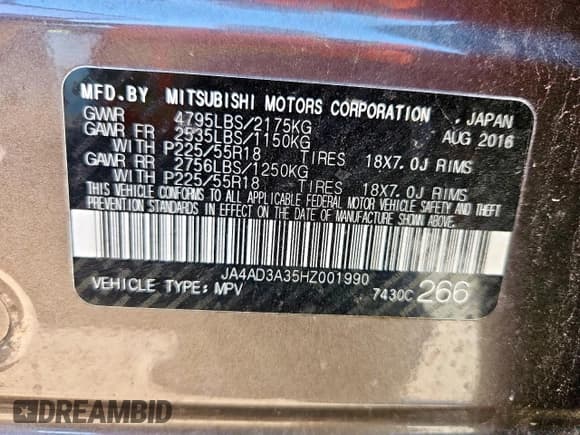 MFD.BY MITSUBISHI MOTORS CORPORATION , JAPAN
GVWR 4795LBS/2175KG AUG 2016
GAWR FR 2535LBS/1150KG
WITH P225/55R18 TIRES 18X7.0J RIMS
GAWR RR 2756LBS/1250KG
WITH P225/55R18 TIRES 18X7.0J RIMS
THIS VEHICLE CONFORMS TO ALL APPLICABLE FEDERAL MOTOR VEHICLE SAFETY AND THEFT
PREVENTION STANDARDS IN EFFECT ON THE DATE OF MANUFACTURE SHOWN ABOVE.
JA4AD3A35HZ001990
VEHICLE TYPE: MPV 7430C 266
DREAMBID